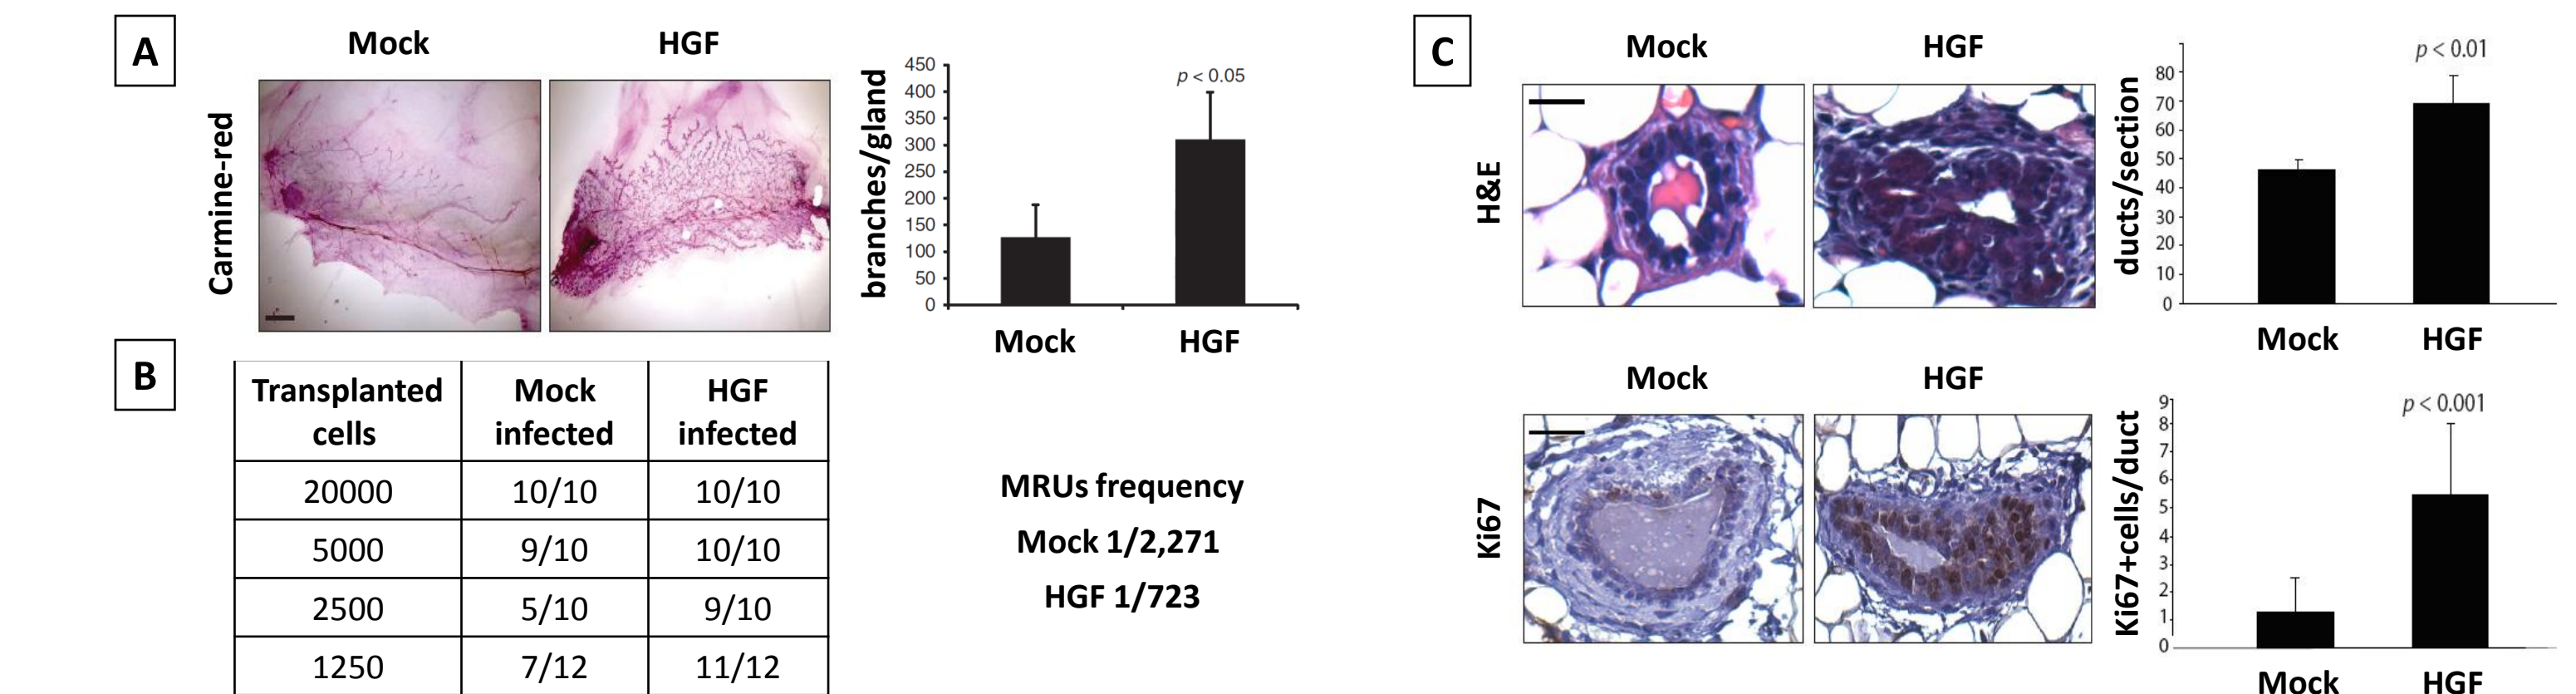 A
Mock
HGF
Carmine-red
branches/gland
450
400
350
300
250
200
150
100
50
0
p < 0.05
Mock
HGF
B
Transplanted cells
Mock infected
HGF infected
20000 10/10 10/10
5000 9/10 10/10
2500 5/10 9/10
1250 7/12 11/12
MRUs frequency
Mock 1/2,271
HGF 1/723
C
Mock
HGF
H&E
ducts/section
80
70
60
50
40
30
20
10
0
p < 0.01
Mock
HGF
Mock
HGF
Ki67
Ki67+cells/duct
9
8
7
6
5
4
3
2
1
0
p < 0.001
Mock
HGF